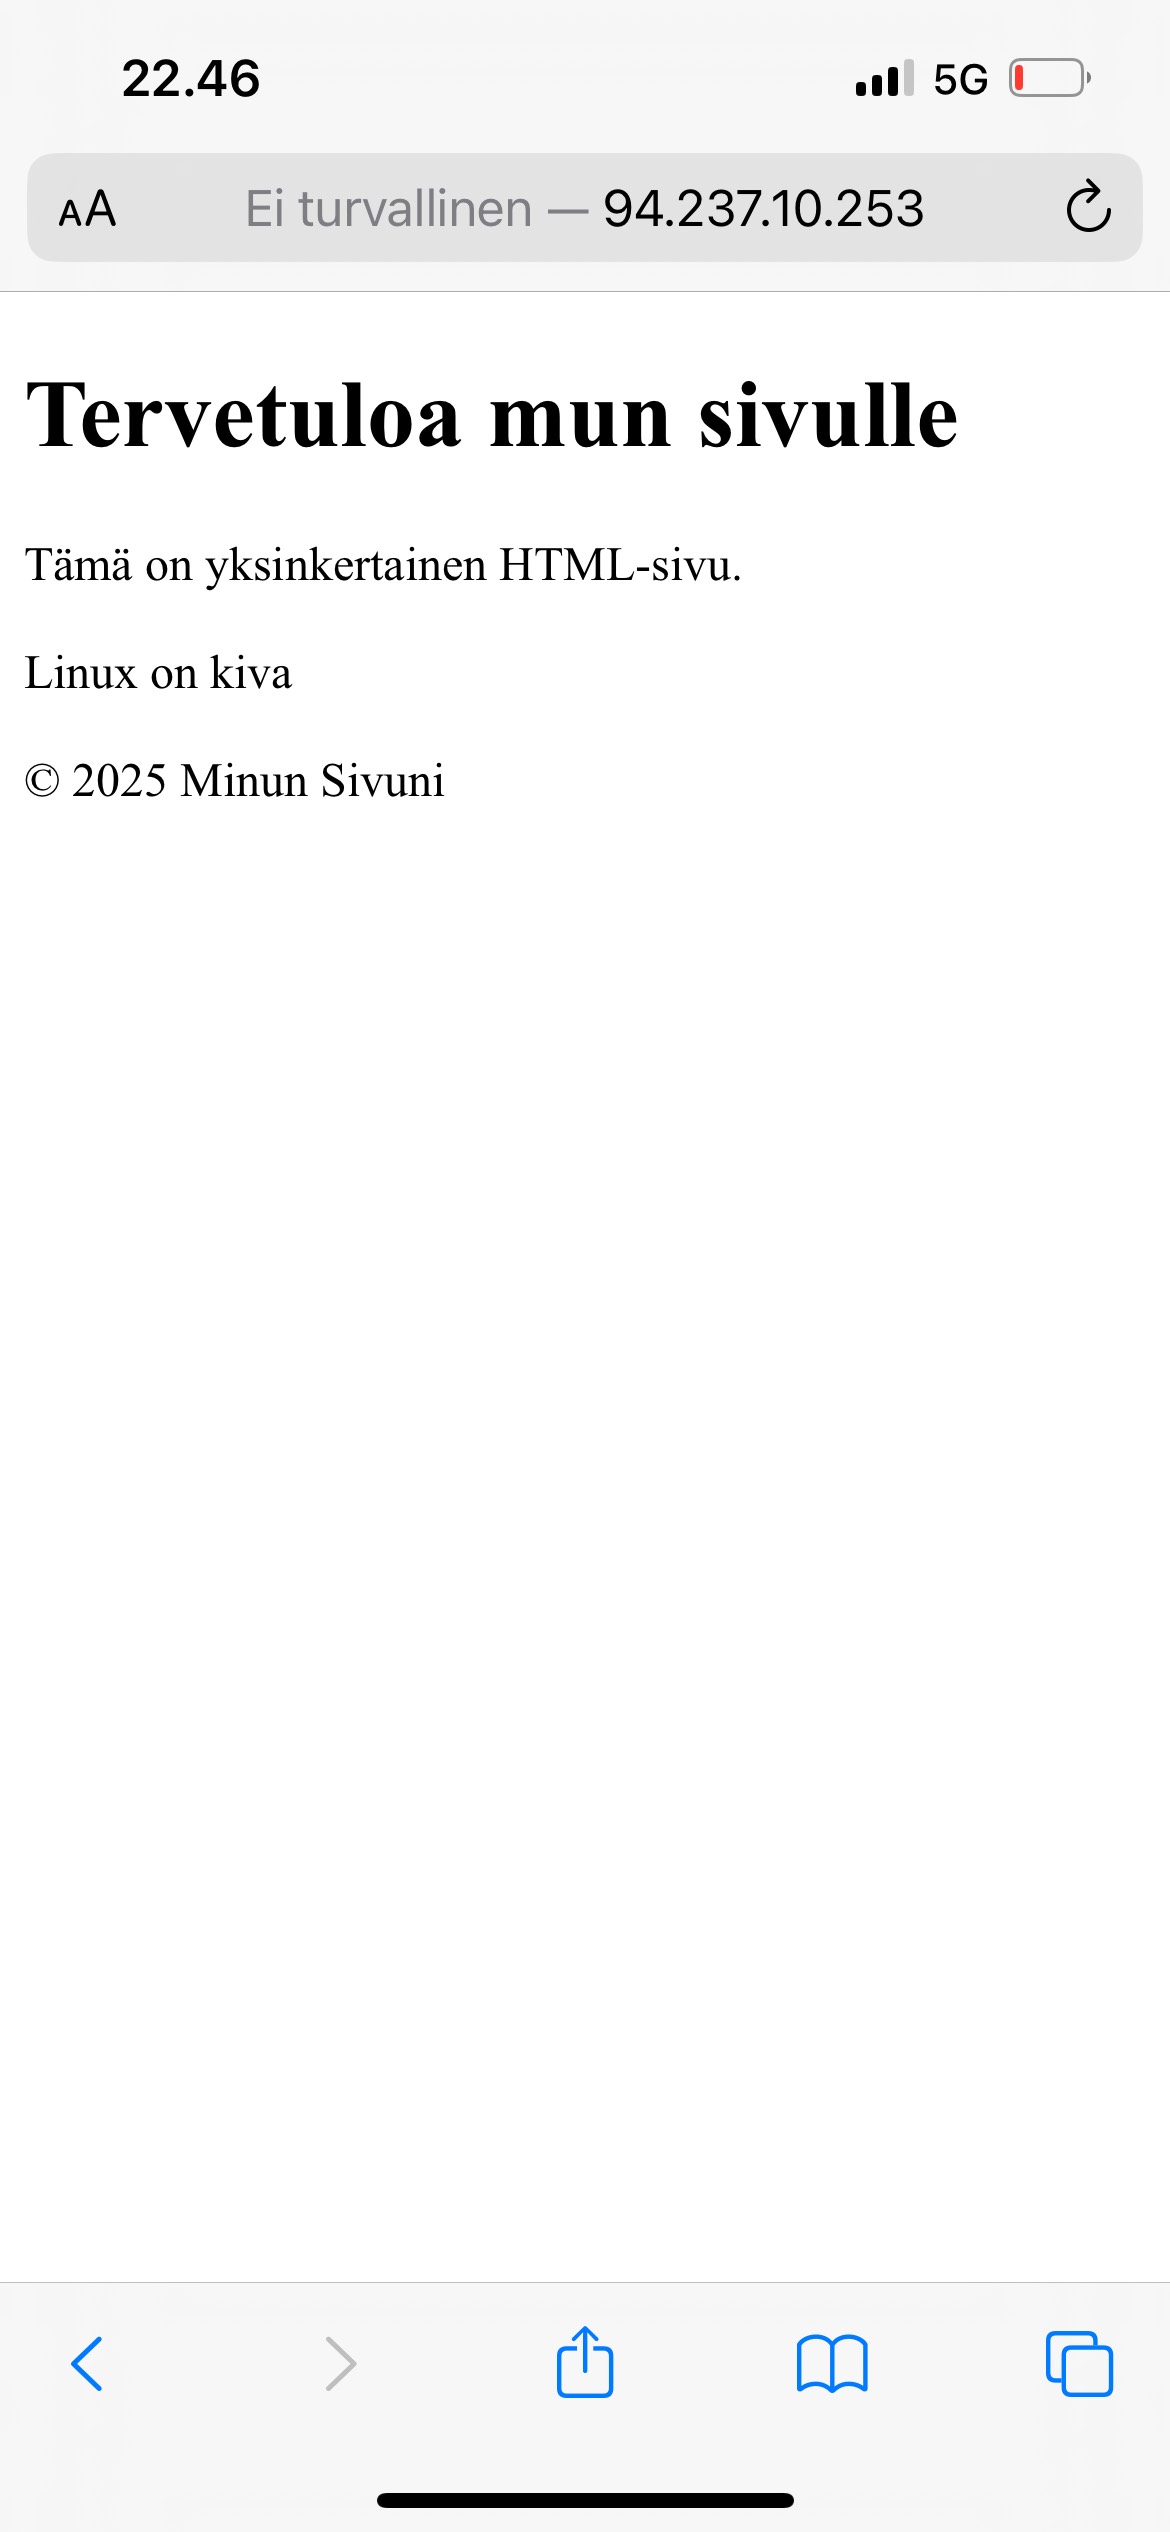 22.46
5G
AA
Ei turvallinen — 94.237.10.253
Tervetuloa mun sivulle
Tämä on yksinkertainen HTML-sivu.
Linux on kiva
© 2025 Minun Sivuni